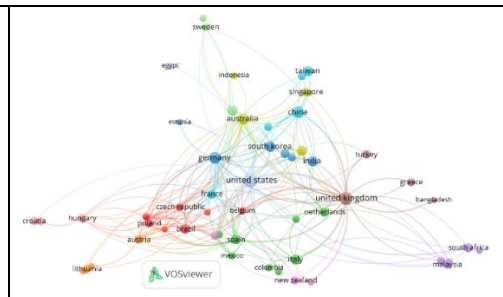 sweden
taiwan
egypt
indonesia
singapore
china
australia
estonia
south korea
germany
india
turkey
united states
greece
france
united kingdom
bangladesh
czech republic
belgium
netherlands
croatia
hungary
poland
brazil
austria
spain
south africa
mexico
italy
malaysia
lithuania
colombia
new zealand
VOSviewer